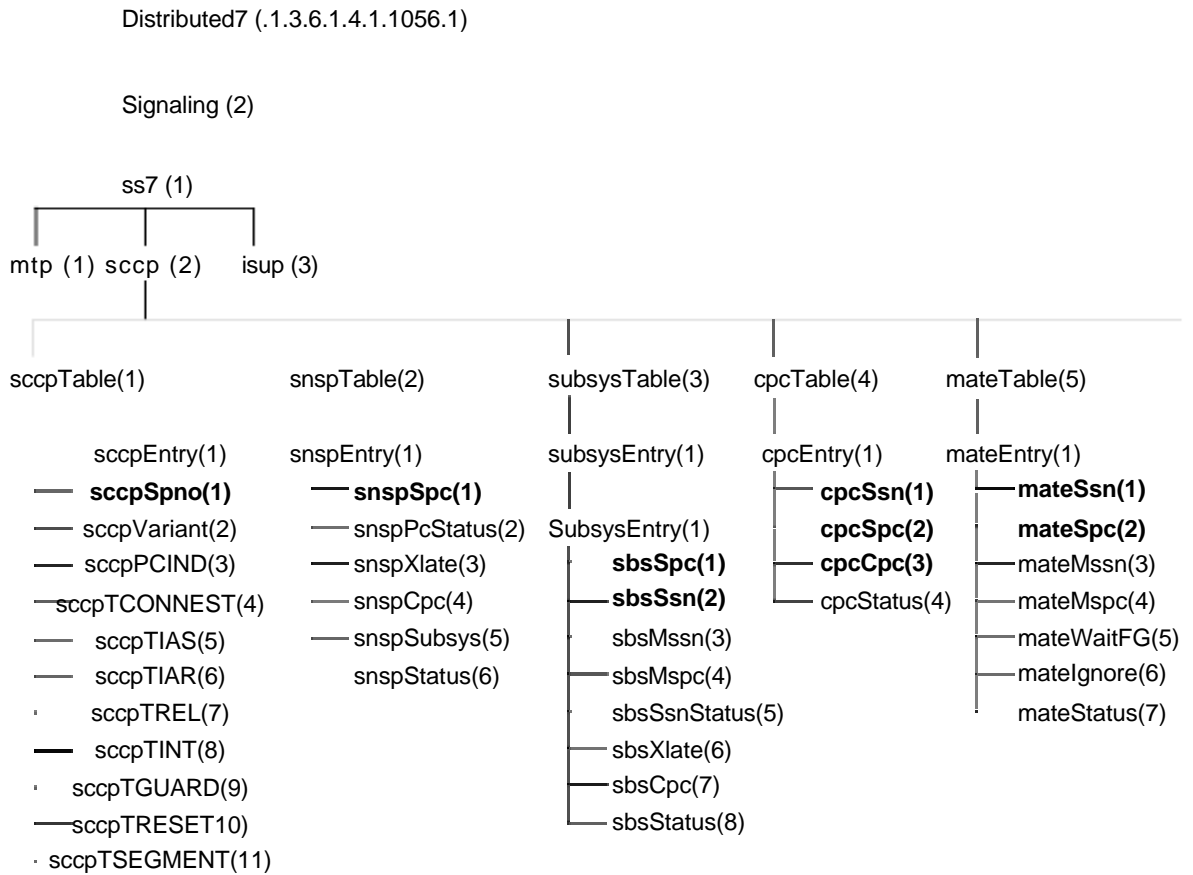 Distributed7 (.1.3.6.1.4.1.1056.1)
Signaling (2)
ss7 (1)
mtp (1) sccp (2) isup (3)
sccpTable(1) snspTable(2) subsysTable(3) cpcTable(4) mateTable(5)
sccpEntry(1) snspEntry(1) subsysEntry(1) cpcEntry(1) mateEntry(1)
sccpSpno(1) snspSpc(1) cpcSsn(1) mateSsn(1)
sccpVariant(2) snspPcStatus(2) SubsysEntry(1) cpcSpc(2) mateSpc(2)
sccpPCIND(3) snspXlate(3) sbsSpc(1) cpcCpc(3) mateMssn(3)
sccpTCONNEST(4) snspCpc(4) sbsSsn(2) cpcStatus(4) mateMspc(4)
sccpTIAS(5) snspSubsys(5) sbsMssn(3) mateWaitFG(5)
sccpTIAR(6) snspStatus(6) sbsMspc(4) mateIgnore(6)
sccpTREL(7) sbsSsnStatus(5) mateStatus(7)
sccpTINT(8) sbsXlate(6)
sccpTGUARD(9) sbsCpc(7)
sccpTRESET10) sbsStatus(8)
sccpTSEGMENT(11)